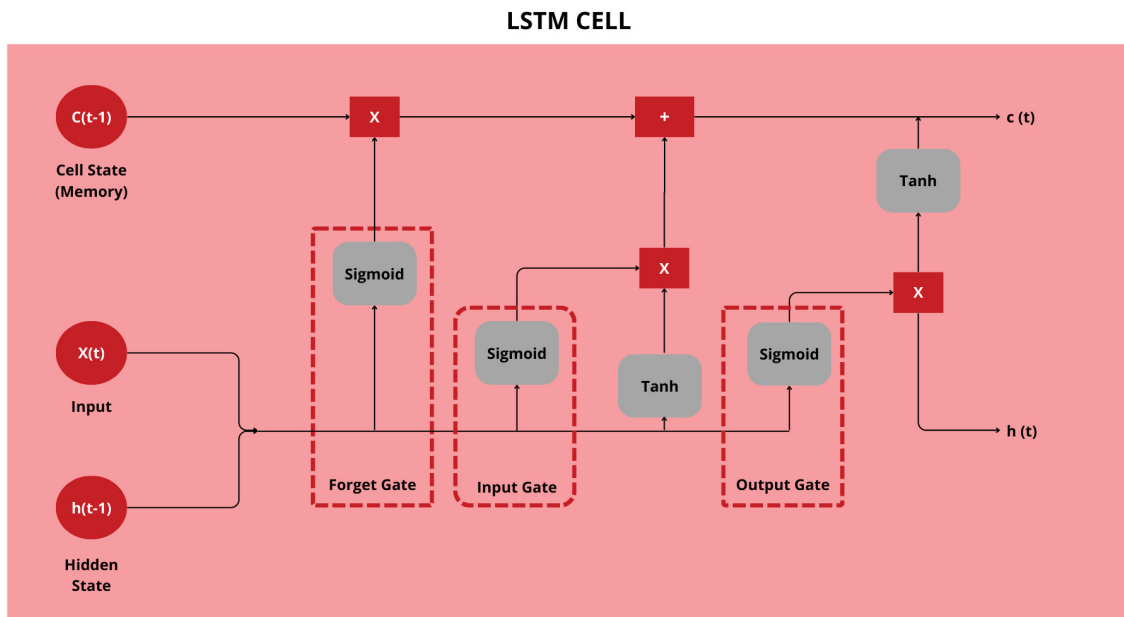 LSTM CELL
C(t-1)
X
+
c (t)
Cell State
(Memory)
Tanh
Sigmoid
X
X
Sigmoid
Sigmoid
Tanh
X(t)
Input
h (t)
Forget Gate
Input Gate
Output Gate
h(t-1)
Hidden
State